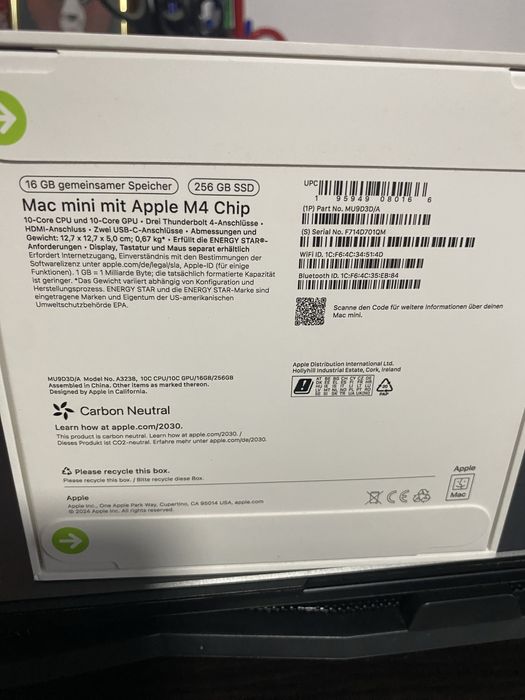 16 GB gemeinsamer Speicher
256 GB SSD
Mac mini mit Apple M4 Chip
10-Core CPU und 10-Core GPU • Drei Thunderbolt 4-Anschlüsse •
HDMI-Anschluss • Zwei USB-C-Anschlüsse • Abmessungen und
Gewicht: 12,7 x 12,7 x 5,0 cm; 0,67 kg* • Erfüllt die ENERGY STAR®-
Anforderungen • Display, Tastatur und Maus separat erhältlich
Erfordert Internetzugang, Einverständnis mit den Bestimmungen der
Softwarelizenz unter apple.com/de/legal/sla, Apple-ID (für einige
Funktionen). 1 GB = 1 Milliarde Byte; die tatsächlich formatierte Kapazität
ist geringer. *Das Gewicht variiert abhängig von Konfiguration und
Herstellungsprozess. ENERGY STAR und die ENERGY STAR-Marke sind
eingetragene Marken und Eigentum der US-amerikanischen
Umweltschutzbehörde EPA.
UPC
1 95949 08016 6
(1P) Part No. MU9D3D/A
(S) Serial No. F714D701QM
WiFi ID. 1C:F6:4C:34:51:4D
Bluetooth ID. 1C:F6:4C:35:EB:84
Scanne den Code für weitere Informationen über deinen
Mac mini.
Apple Distribution International Ltd.
Hollyhill Industrial Estate, Cork, Ireland
MU9D3D/A Model No. A3238, 10C CPU/10C GPU/16GB/256GB
Assembled in China. Other items as marked thereon.
Designed by Apple in California.
PAP
Carbon Neutral
Learn how at apple.com/2030.
This product is carbon neutral. Learn how at apple.com/2030. /
Dieses Produkt ist CO2-neutral. Erfahre mehr unter apple.com/de/2030.
Please recycle this box.
Please recycle this box. / Bitte recycle diese Box.
Apple
Apple Inc., One Apple Park Way, Cupertino, CA 95014 USA, apple.com
© 2024 Apple Inc. All rights reserved.
CE
Apple
Mac